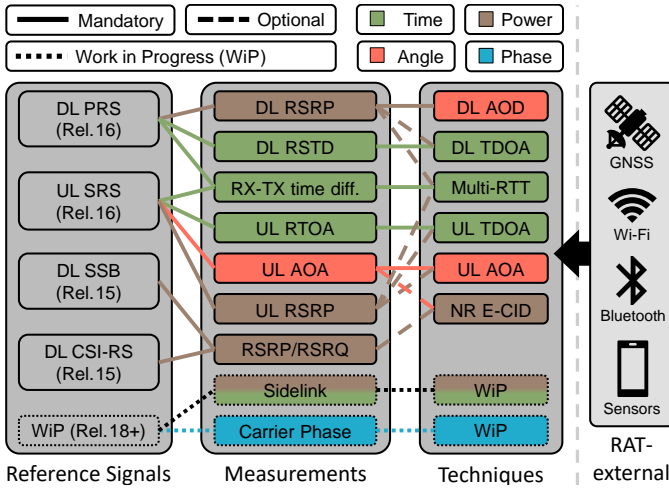 Mandatory
Optional
Time
Power
Work in Progress (WiP)
Angle
Phase
DL PRS
(Rel.16)
UL SRS
(Rel.16)
DL SSB
(Rel.15)
DL CSI-RS
(Rel.15)
WiP (Rel.18+)
Reference Signals
DL RSRP
DL RSTD
RX-TX time diff.
UL RTOA
UL AOA
UL RSRP
RSRP/RSRQ
Sidelink
Carrier Phase
Measurements
DL AOD
DL TDOA
Multi-RTT
UL TDOA
UL AOA
NR E-CID
WiP
WiP
Techniques
GNSS
Wi-Fi
Bluetooth
Sensors
RAT-
external